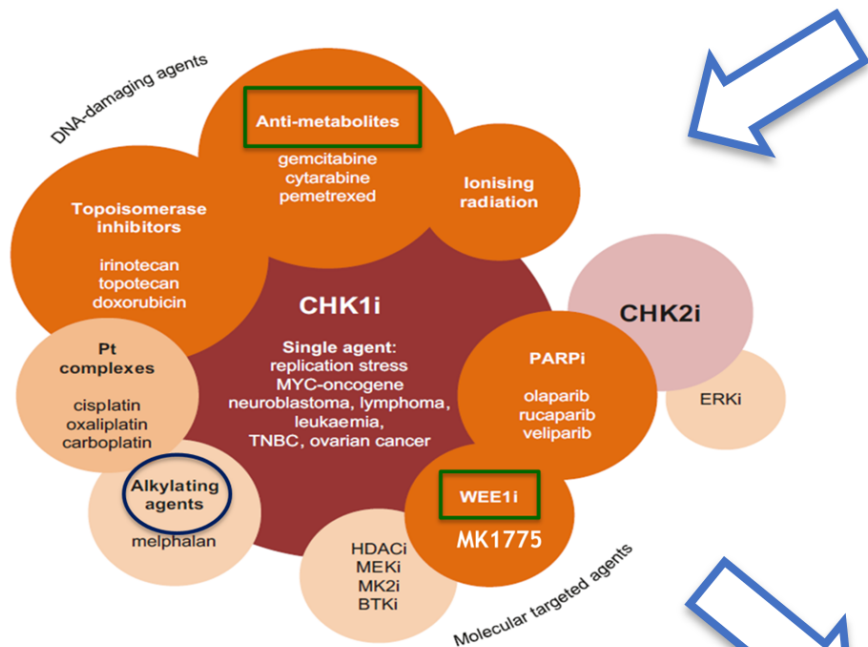 DNA-damaging agents
Anti-metabolites
gemcitabine
cytarabine
pemetrexed
Ionising
radiation
Topoisomerase
inhibitors
irinotecan
topotecan
doxorubicin
CHK1i
Single agent:
replication stress
MYC-oncogene
neuroblastoma, lymphoma,
leukaemia,
TNBC, ovarian cancer
CHK2i
PARPi
olaparib
rucaparib
veliparib
ERKi
Pt
complexes
cisplatin
oxaliplatin
carboplatin
Alkylating
agents
melphalan
WEE1i
MK1775
HDACi
MEKi
MK2i
BTKi
Molecular targeted agents